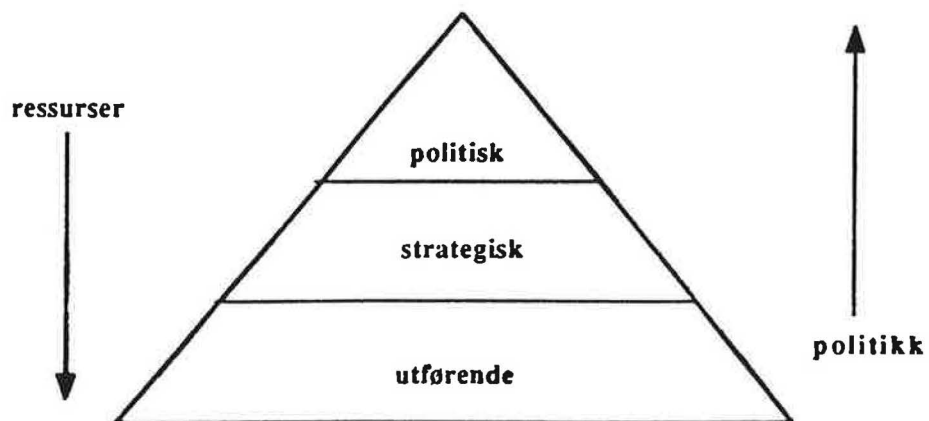 ressurser
politisk
strategisk
politikk
utførende